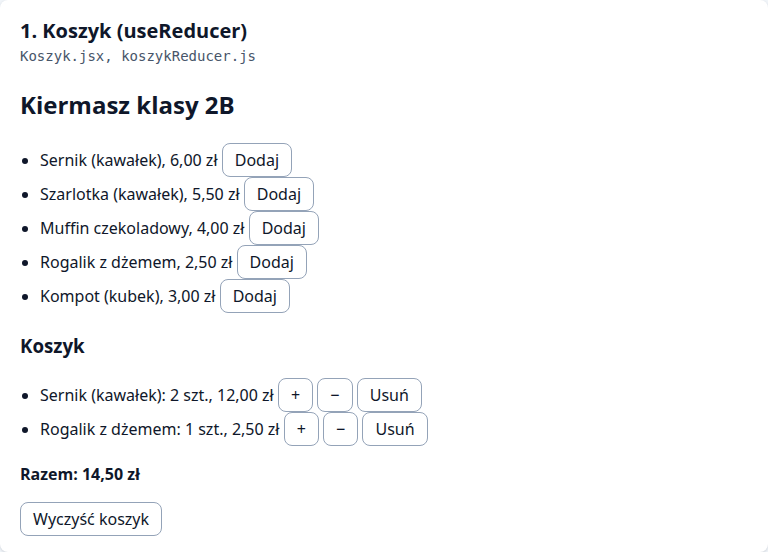 1. Koszyk (useReducer)
Koszyk.jsx, koszykReducer.js
Kiermasz klasy 2B
Sernik (kawałek), 6,00 zł Dodaj
Szarlotka (kawałek), 5,50 zł Dodaj
Muffin czekoladowy, 4,00 zł Dodaj
Rogalik z dżemem, 2,50 zł Dodaj
Kompot (kubek), 3,00 zł Dodaj
Koszyk
Sernik (kawałek): 2 szt., 12,00 zł + − Usuń
Rogalik z dżemem: 1 szt., 2,50 zł + − Usuń
Razem: 14,50 zł
Wyczyść koszyk